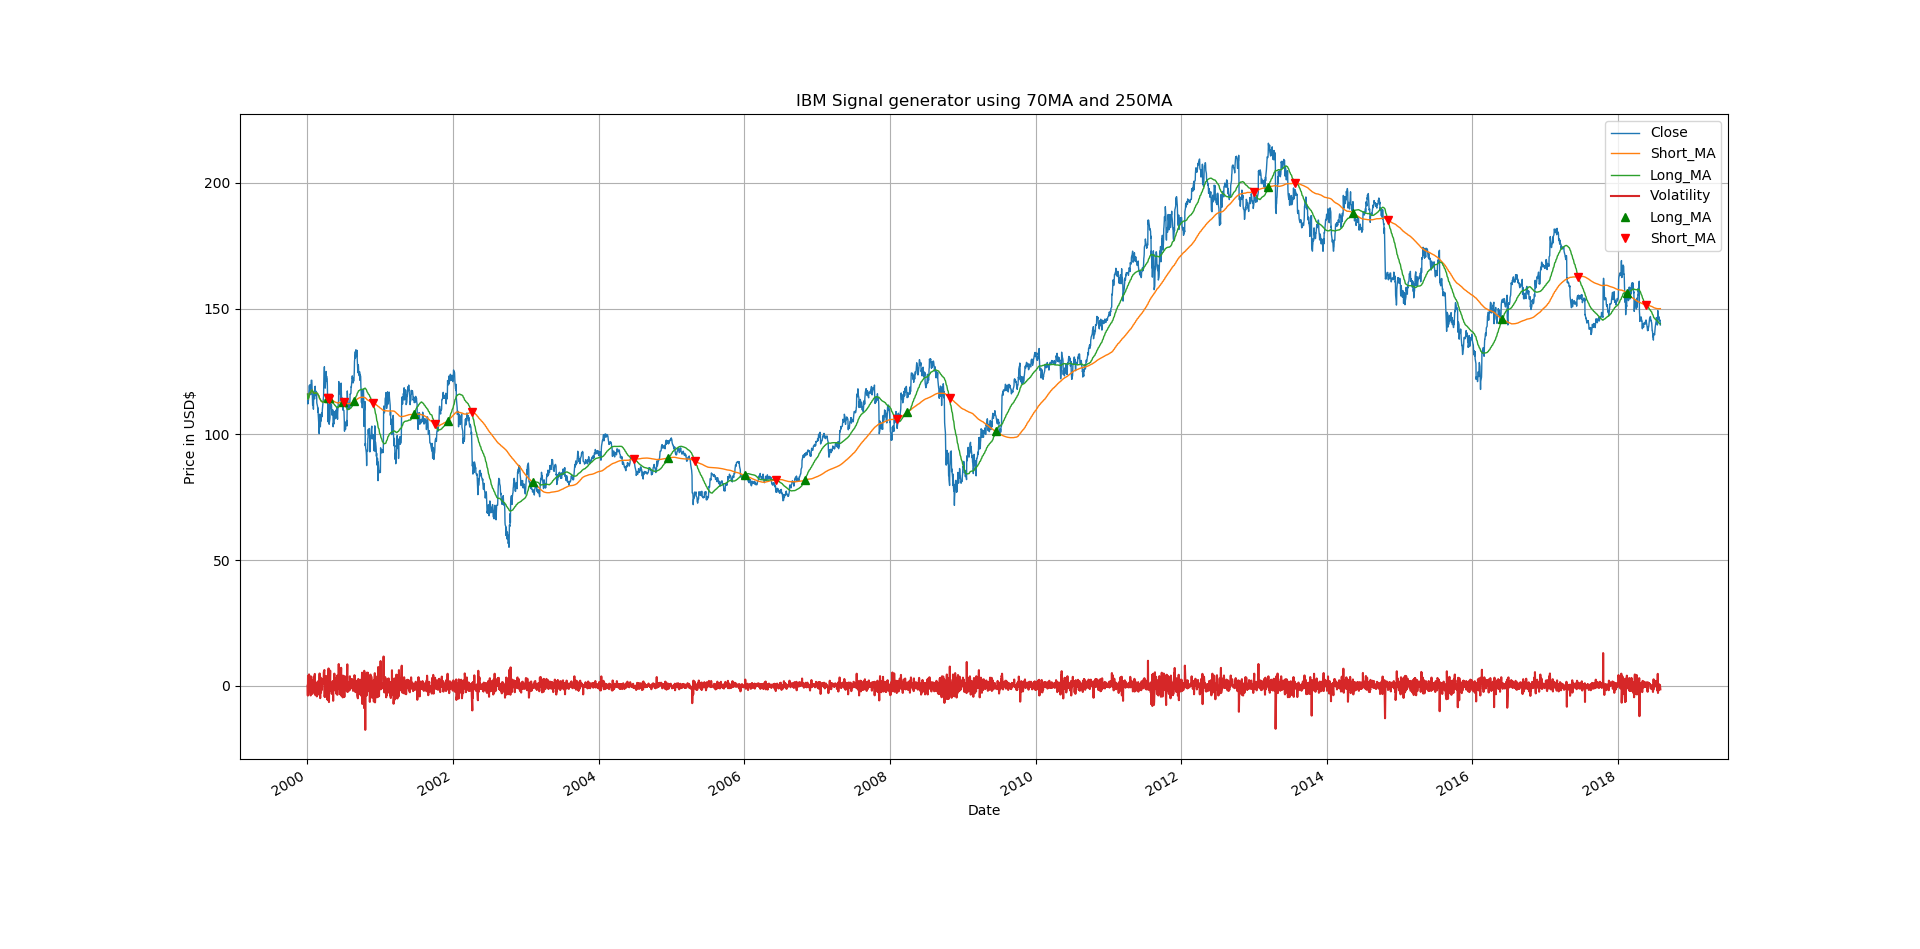 IBM Signal generator using 70MA and 250MA
Close
Short_MA
Long_MA
Volatility
Long_MA
Short_MA
200
150
100
50
0
Price in USD$
2000 2002 2004 2006 2008 2010 2012 2014 2016 2018
Date